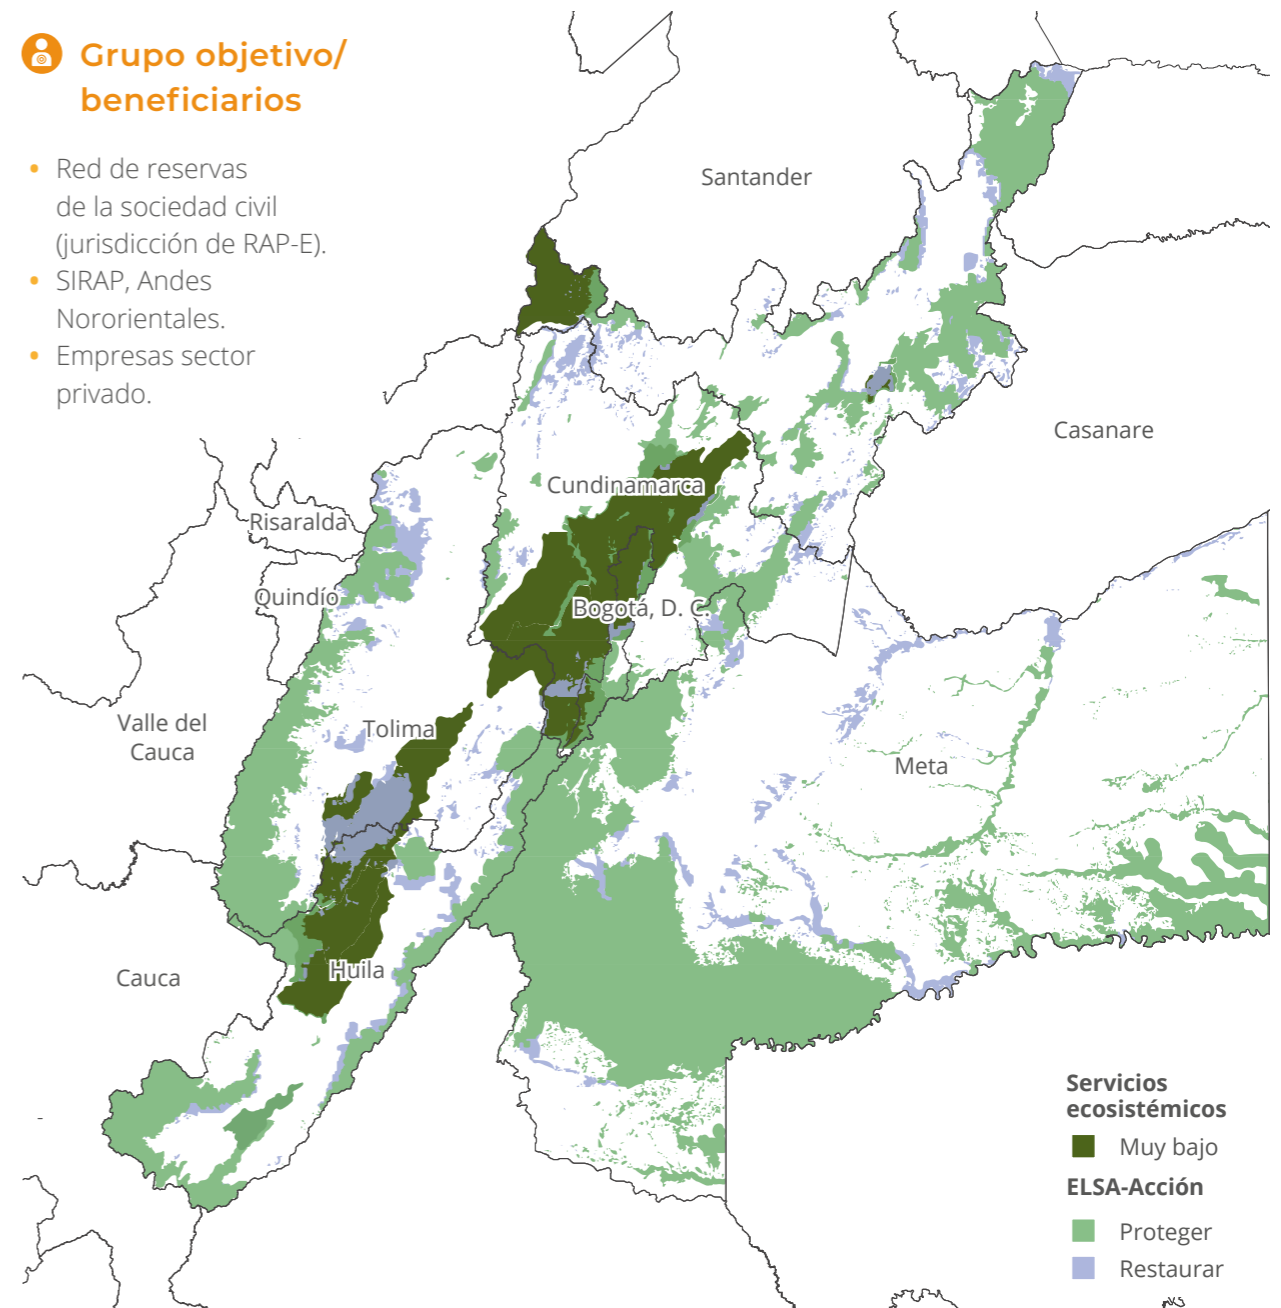 Grupo objetivo/
beneficiarios
• Red de reservas
de la sociedad civil
(jurisdicción de RAP-E).
• SIRAP, Andes
Nororientales.
• Empresas sector
privado.
Santander
Casanare
Cundinamarca
Risaralda
Quindío
Bogotá, D. C.
Valle del
Cauca
Tolima
Meta
Cauca
Huila
Servicios
ecosistémicos
Muy bajo
ELSA-Acción
Proteger
Restaurar